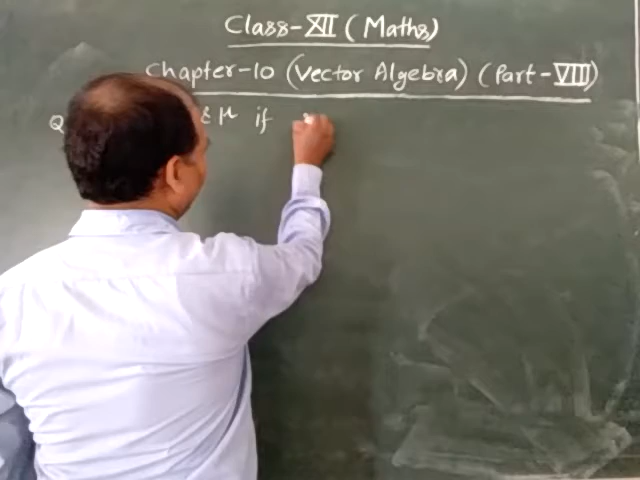 Class-XII (Maths)
Chapter-10 (Vector Algebra) (Part-VIII)
Q & μ if